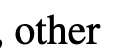 , other